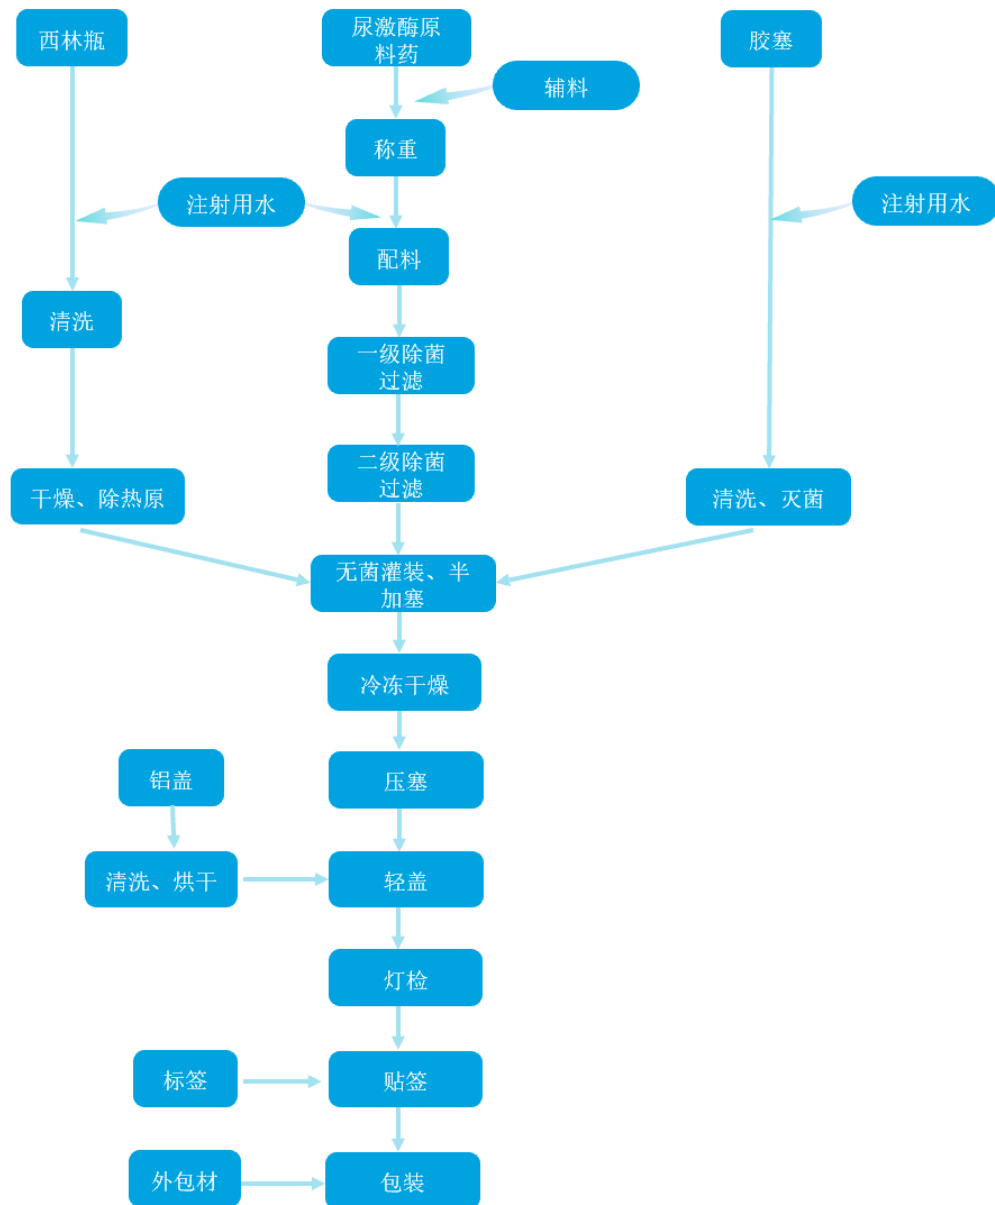 西林瓶
尿激酶原
料药
胶塞
辅料
称重
注射用水
注射用水
配料
清洗
一级除菌
过滤
二级除菌
过滤
干燥、除热原
清洗、灭菌
无菌灌装、半
加塞
冷冻干燥
铝盖
压塞
清洗、烘干
轻盖
灯检
标签
贴签
外包材
包装